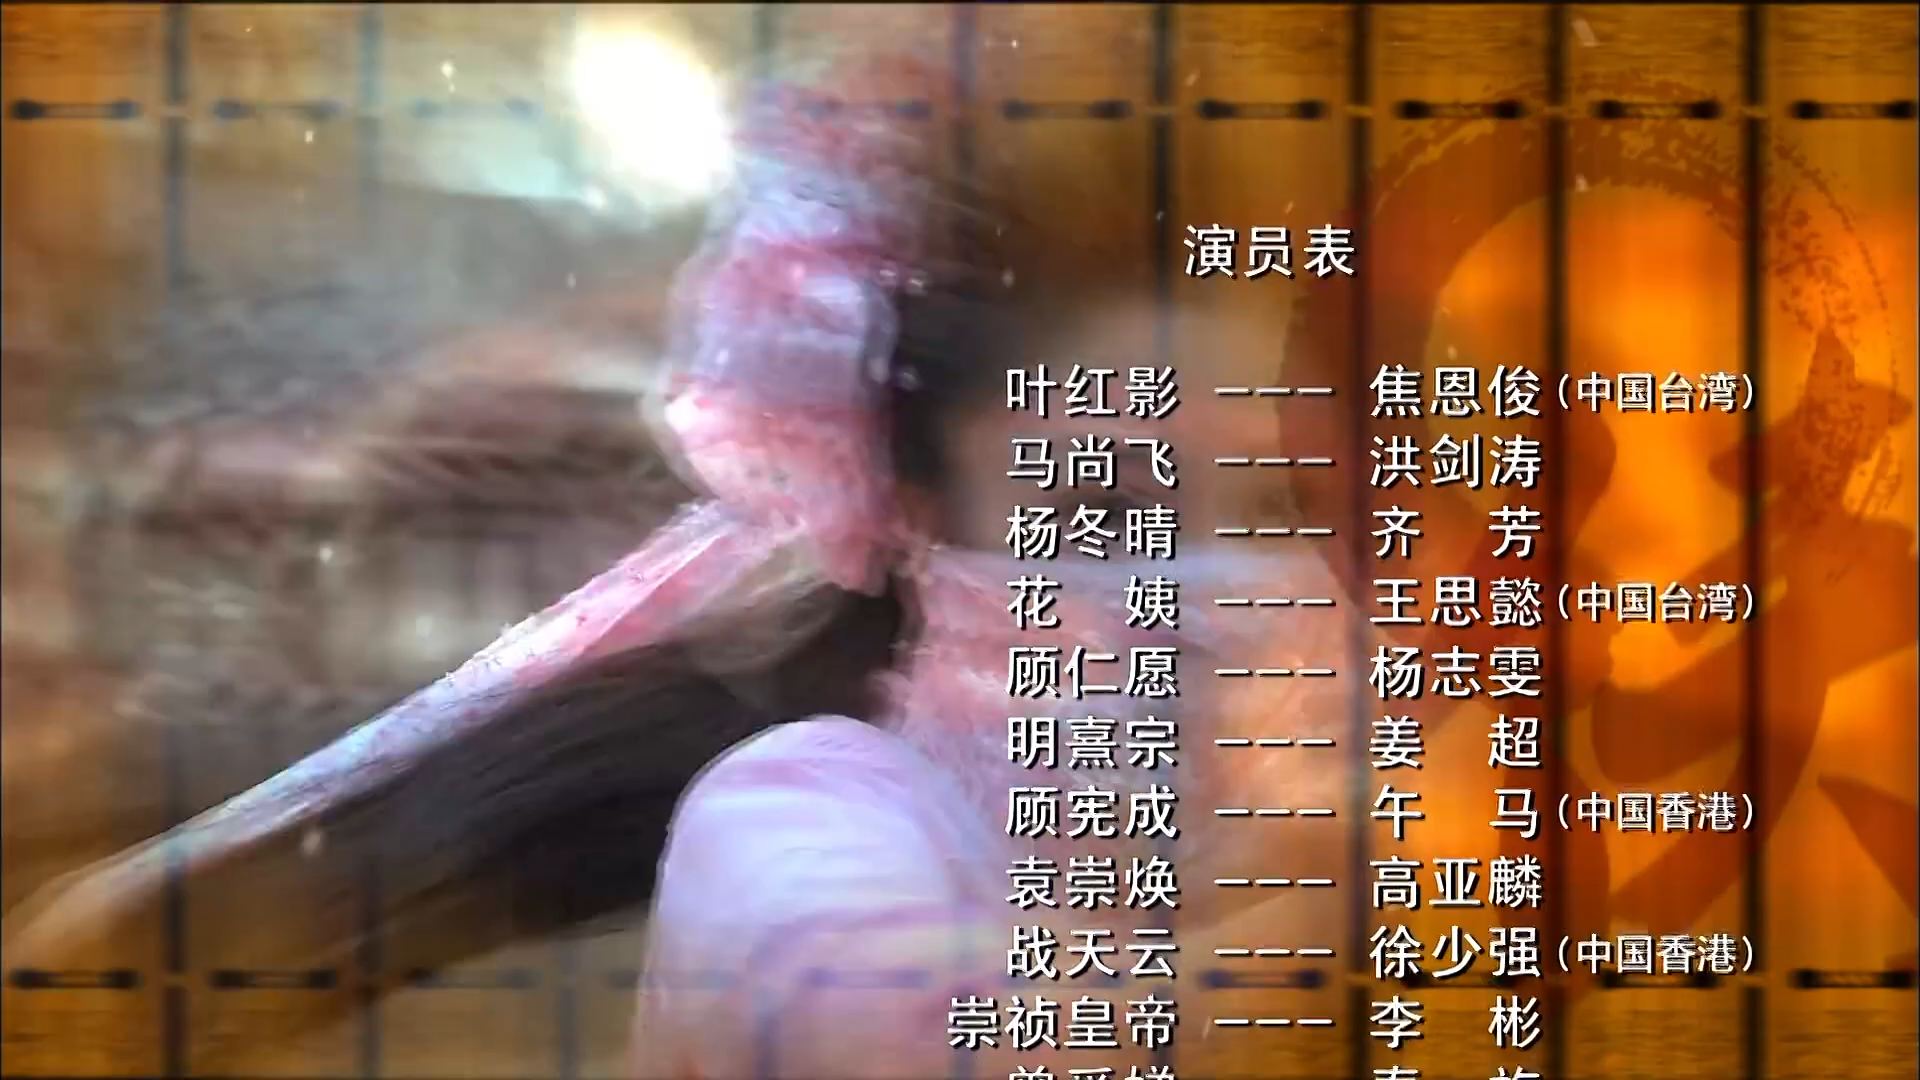 演员表
叶红影 --- 焦恩俊(中国台湾)
马尚飞 --- 洪剑涛
杨冬晴 --- 齐 芳
花 姨 --- 王思懿(中国台湾)
顾仁愿 --- 杨志雯
明熹宗 --- 姜 超
顾宪成 --- 午 马(中国香港)
袁崇焕 --- 高亚麟
战天云 --- 徐少强(中国香港)
崇祯皇帝 --- 李 彬